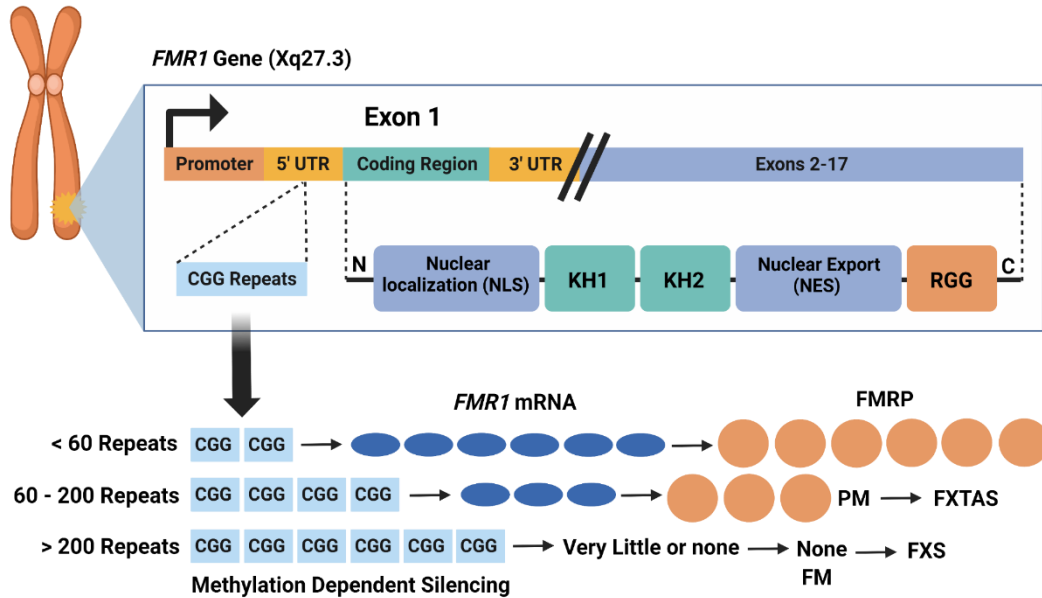 FMR1 Gene (Xq27.3)
Exon 1
Promoter 5' UTR Coding Region 3' UTR Exons 2-17
CGG Repeats
N Nuclear localization (NLS) KH1 KH2 Nuclear Export (NES) RGG C
FMR1 mRNA FMRP
< 60 Repeats CGG CGG
60 - 200 Repeats CGG CGG CGG CGG PM FXTAS
> 200 Repeats CGG CGG CGG CGG CGG CGG Very Little or none None FXS
FM
Methylation Dependent Silencing